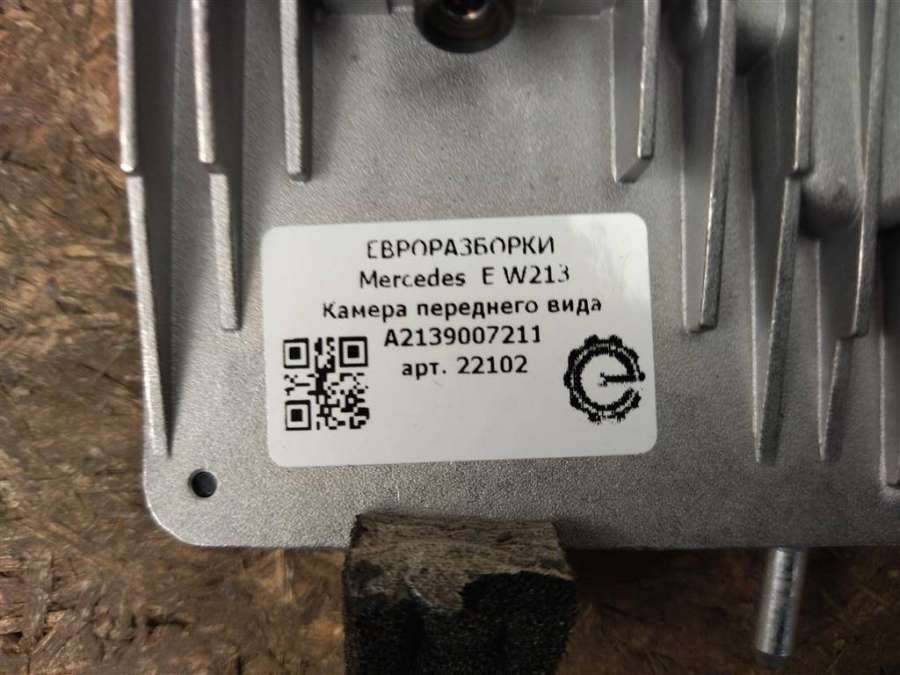 ЕВРОРАЗБОРКИ
Mercedes E W213
Камера переднего вида
A2139007211
арт. 22102